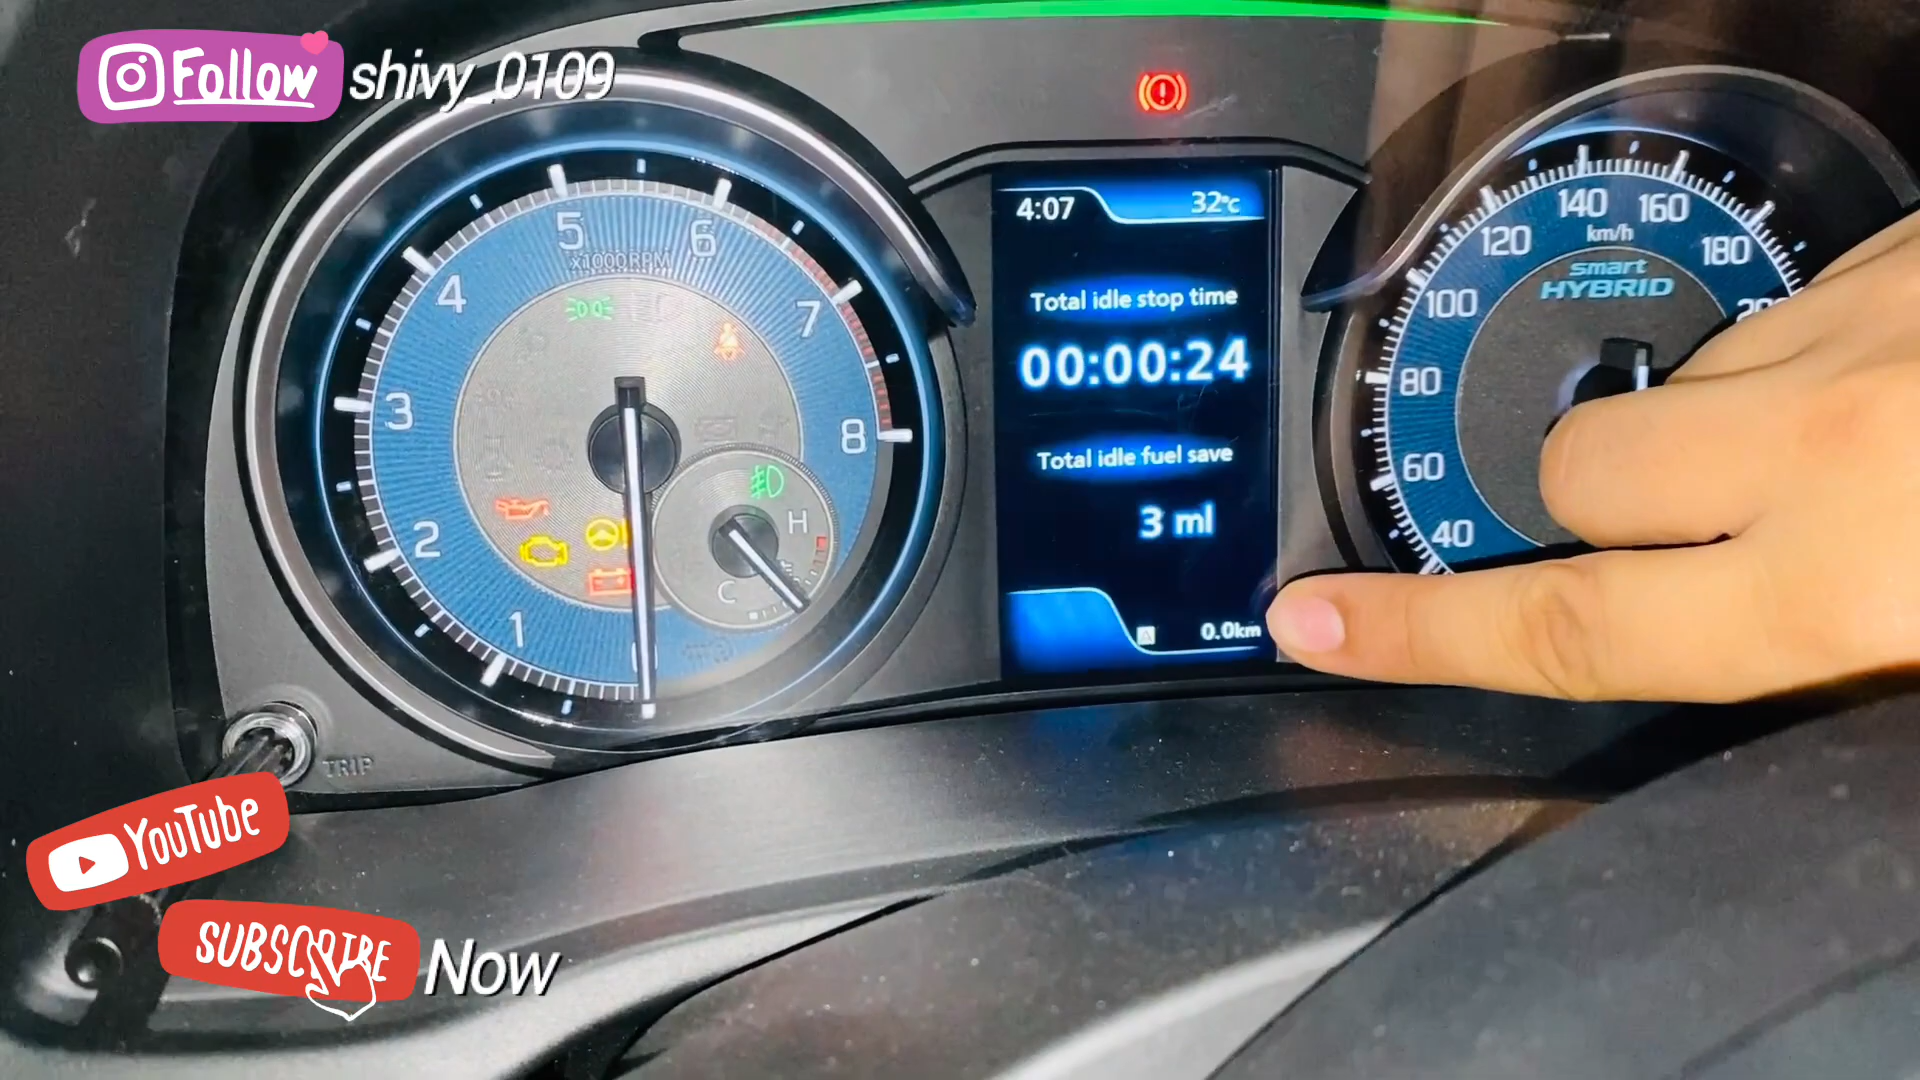 Follow shivy_0109
4:07 32°C
Total idle stop time
00:00:24
Total idle fuel save
3 ml
0.0km
1 2 3 4 5 6 7 8
x1000RPM
H
C
40 60 80 100 120 140 160 180
km/h
smart
HYBRID
TRIP
YouTube
SUBSCRIBE Now